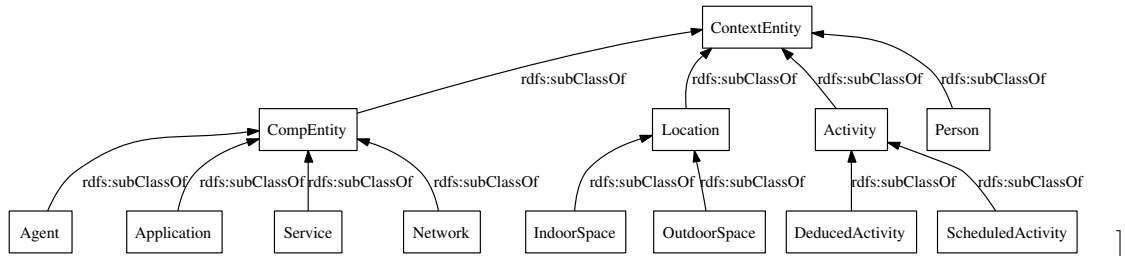 ContextEntity
rdfs:subClassOf rdfs:subClassOf rdfs:subClassOf rdfs:subClassOf
CompEntity Location Activity Person
rdfs:subClassOf rdfs:subClassOf rdfs:subClassOf rdfs:subClassOf rdfs:subClassOf rdfs:subClassOf rdfs:subClassOf rdfs:subClassOf
Agent Application Service Network IndoorSpace OutdoorSpace DeducedActivity ScheduledActivity